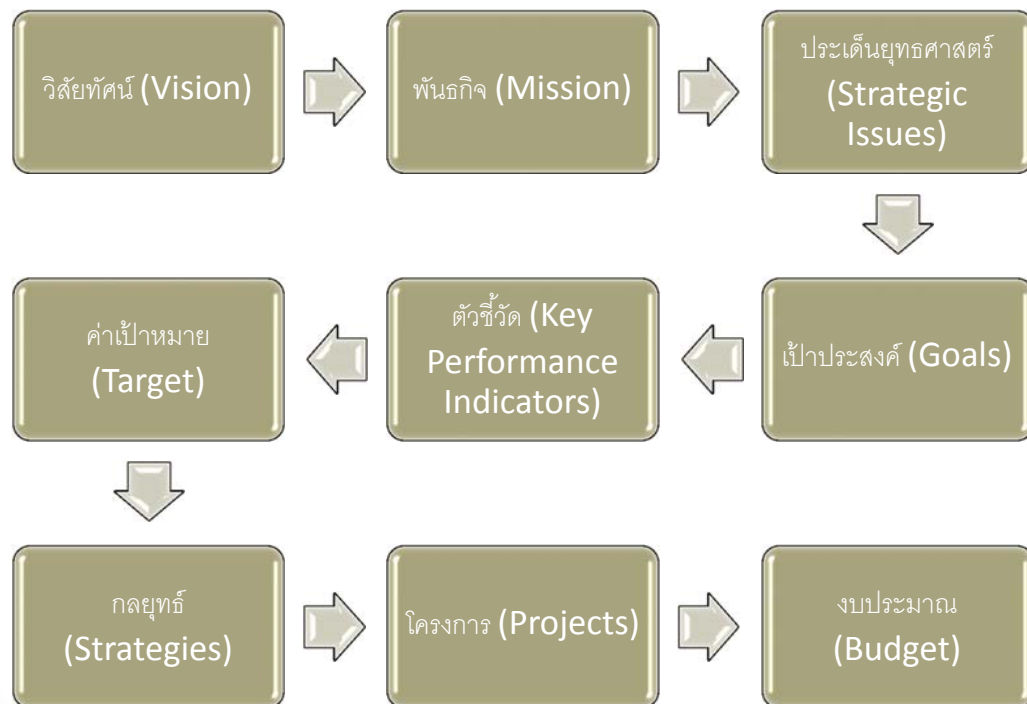 วิสัยทัศน์ (Vision)
พันธกิจ (Mission)
ประเด็นยุทธศาสตร์
(Strategic
Issues)
เป้าประสงค์ (Goals)
ตัวชี้วัด (Key
Performance
Indicators)
ค่าเป้าหมาย
(Target)
กลยุทธ์
(Strategies)
โครงการ (Projects)
งบประมาณ
(Budget)